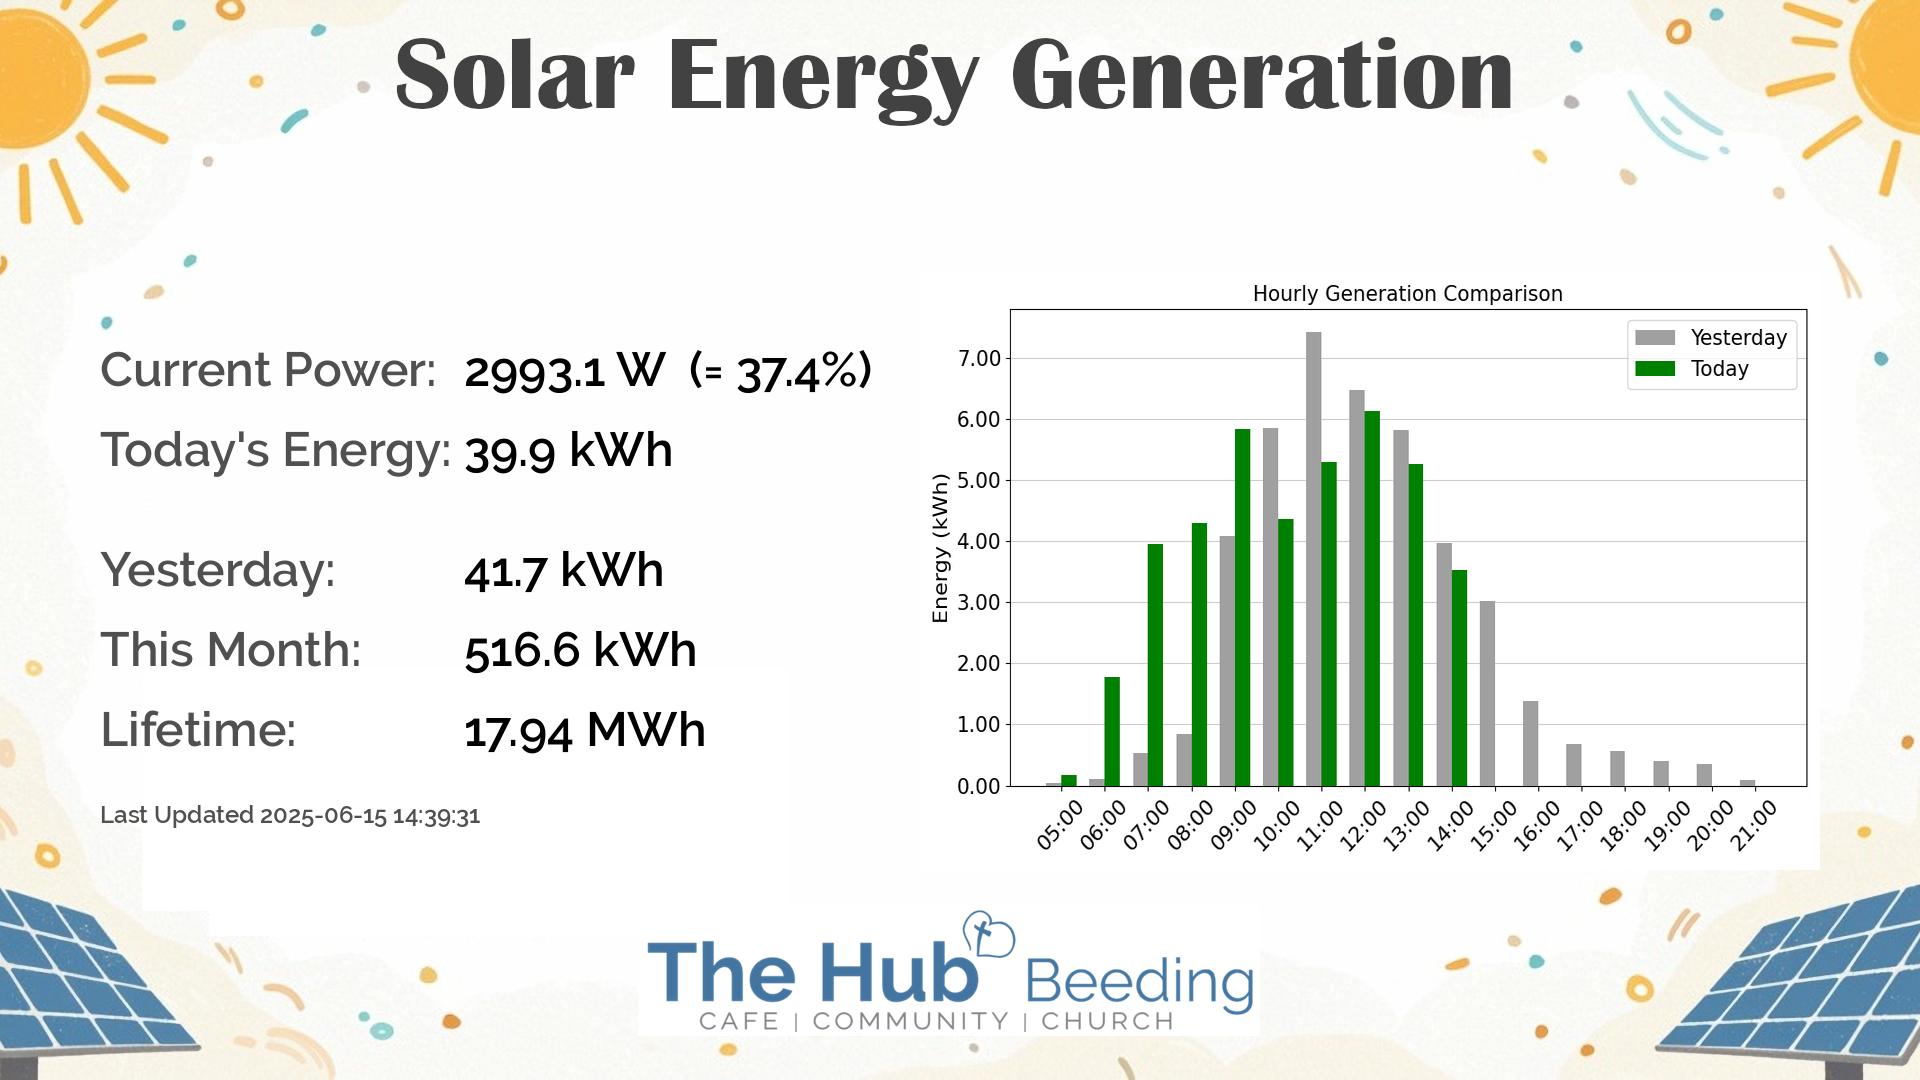 Solar Energy Generation
Current Power: 2993.1 W (= 37.4%)
Today's Energy: 39.9 kWh
Yesterday: 41.7 kWh
This Month: 516.6 kWh
Lifetime: 17.94 MWh
Last Updated 2025-06-15 14:39:31
Hourly Generation Comparison
Yesterday
Today
Energy (kWh)
7.00
6.00
5.00
4.00
3.00
2.00
1.00
0.00
05:00 06:00 07:00 08:00 09:00 10:00 11:00 12:00 13:00 14:00 15:00 16:00 17:00 18:00 19:00 20:00 21:00
The Hub Beeding
CAFE | COMMUNITY | CHURCH